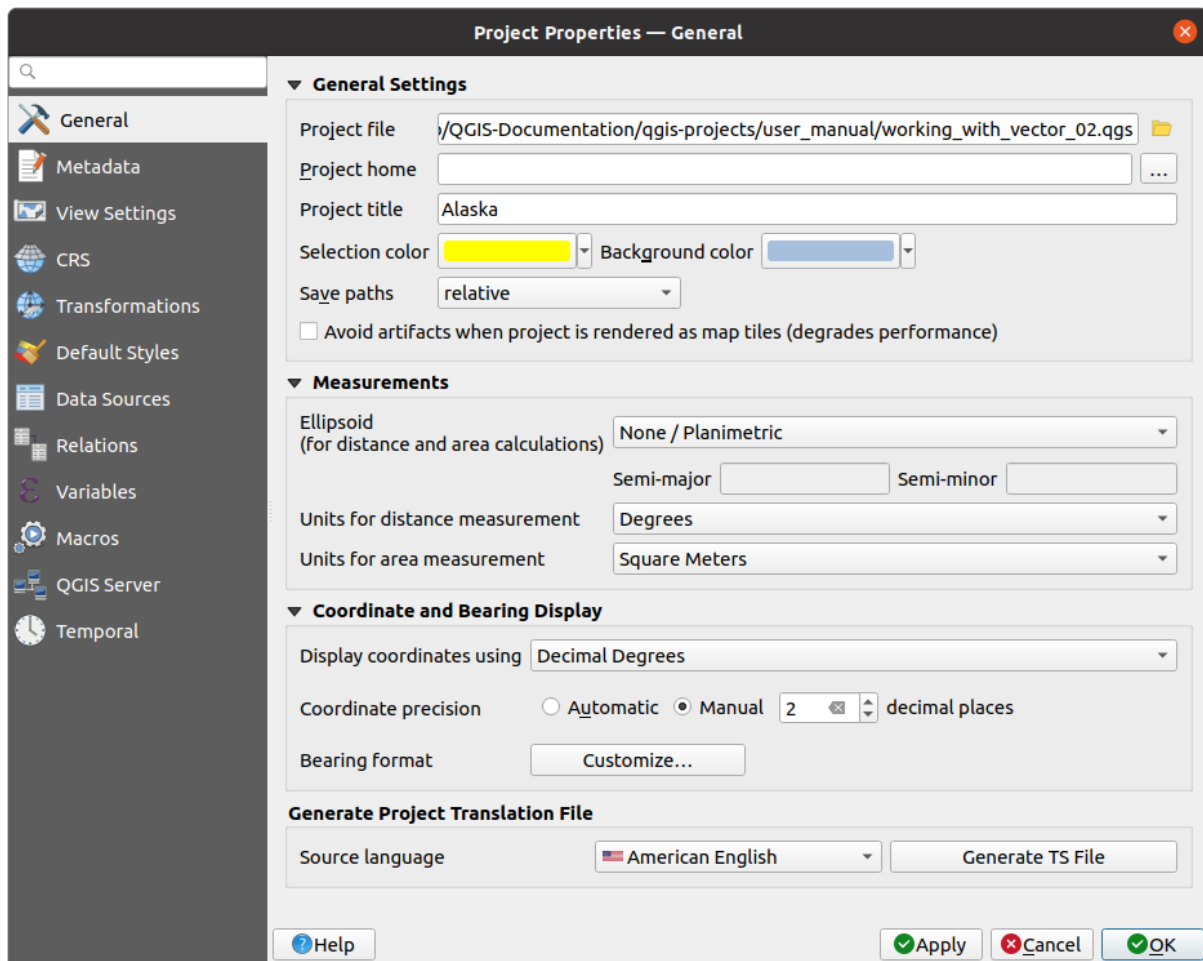 Project Properties — General
General
Metadata
View Settings
CRS
Transformations
Default Styles
Data Sources
Relations
Variables
Macros
QGIS Server
Temporal
General Settings
Project file /QGIS-Documentation/qgis-projects/user_manual/working_with_vector_02.qgs
Project home ...
Project title Alaska
Selection color Background color
Save paths relative
Avoid artifacts when project is rendered as map tiles (degrades performance)
Measurements
Ellipsoid
(for distance and area calculations) None / Planimetric
Semi-major Semi-minor
Units for distance measurement Degrees
Units for area measurement Square Meters
Coordinate and Bearing Display
Display coordinates using Decimal Degrees
Coordinate precision Automatic Manual 2 decimal places
Bearing format Customize...
Generate Project Translation File
Source language American English Generate TS File
Help Apply Cancel OK